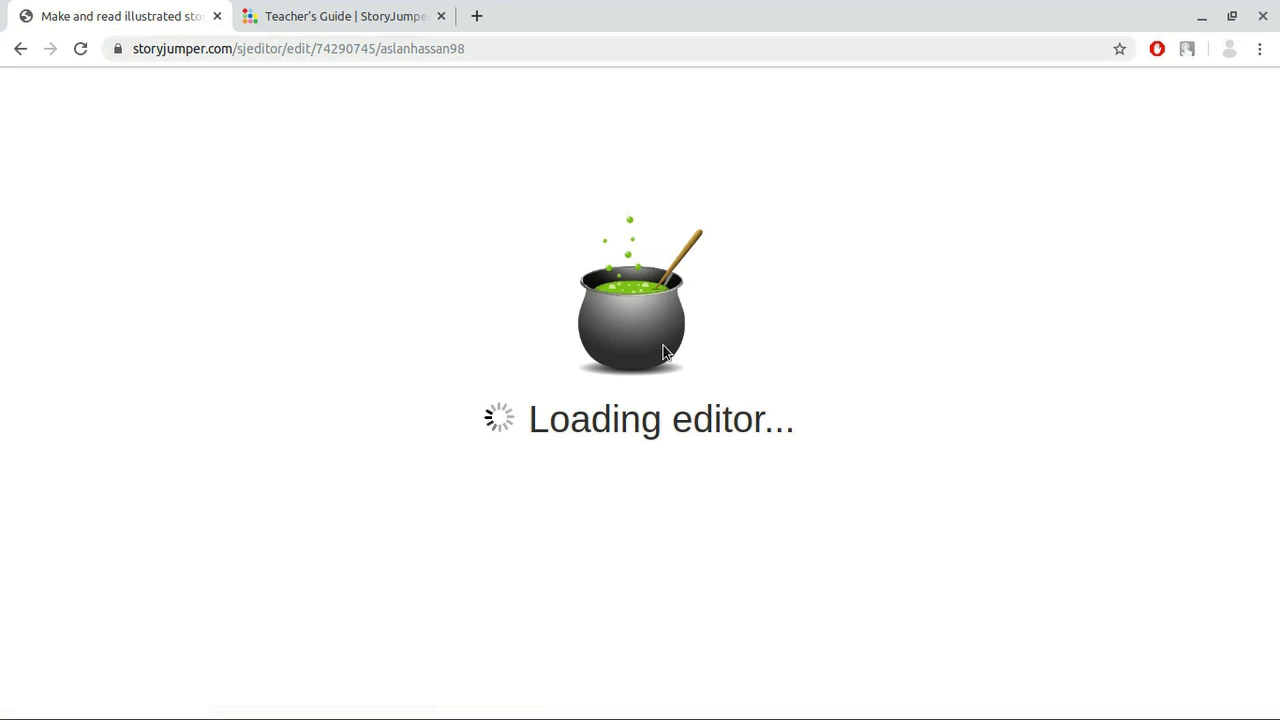 Make and read illustrated sto
Teacher's Guide | StoryJumpe
storyjumper.com/sjeditor/edit/74290745/aslanhassan98
Loading editor...